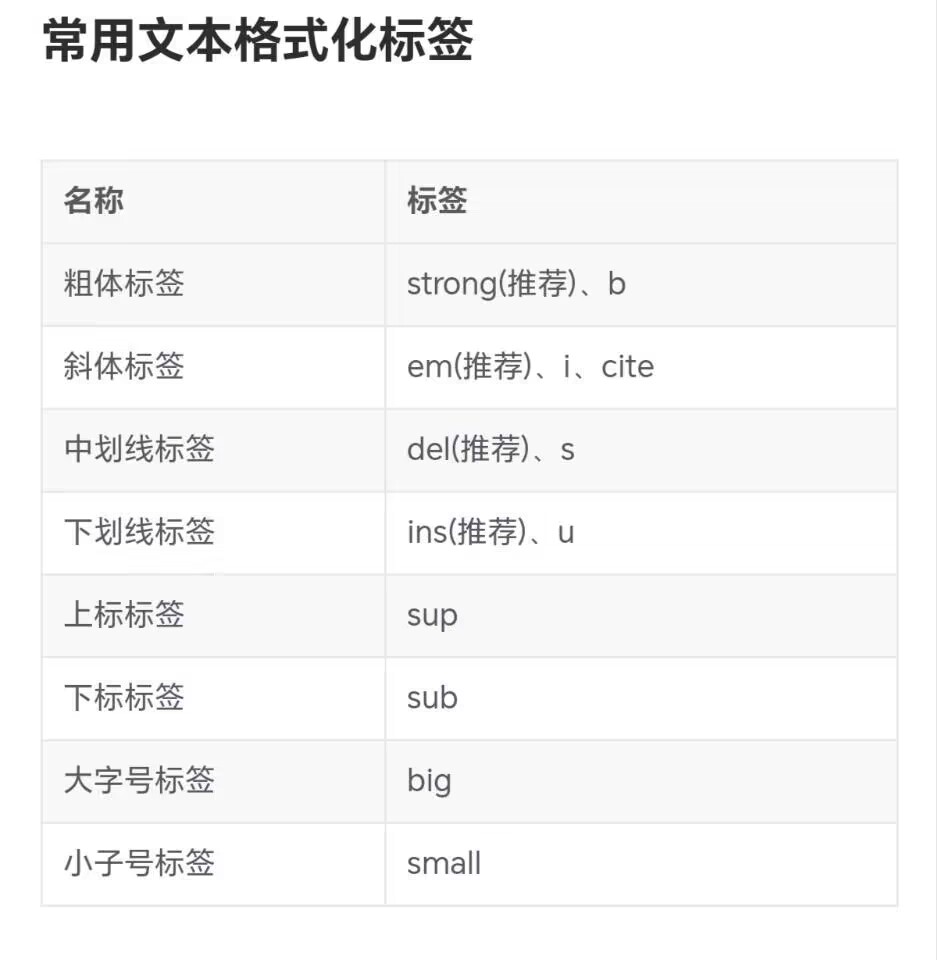 常用文本格式化标签
名称 标签
粗体标签 strong(推荐)、b
斜体标签 em(推荐)、i、cite
中划线标签 del(推荐)、s
下划线标签 ins(推荐)、u
上标标签 sup
下标标签 sub
大字号标签 big
小子号标签 small